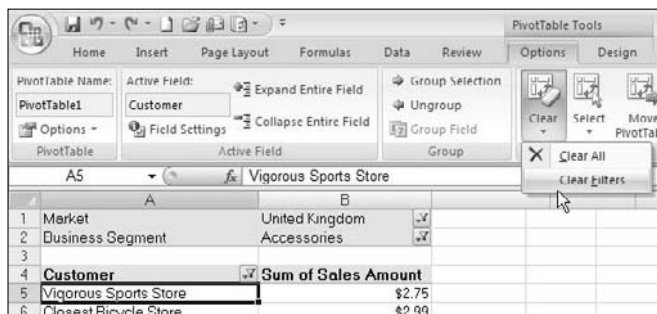 PivotTable Tools
Home Insert Page Layout Formulas Data Review Options Design
PivotTable Name:
PivotTable1
Options
PivotTable
Active Field:
Customer
Field Settings
Expand Entire Field
Collapse Entire Field
Active Field
Group Selection
Ungroup
Group Field
Group
Clear
Select
Move
PivotTa
Clear All
Clear Filters
A5 fx Vigorous Sports Store
A B
1 Market United Kingdom
2 Business Segment Accessories
3
4 Customer Sum of Sales Amount
5 Vigorous Sports Store $2.75
6 Closest Bicycle Store $2.99